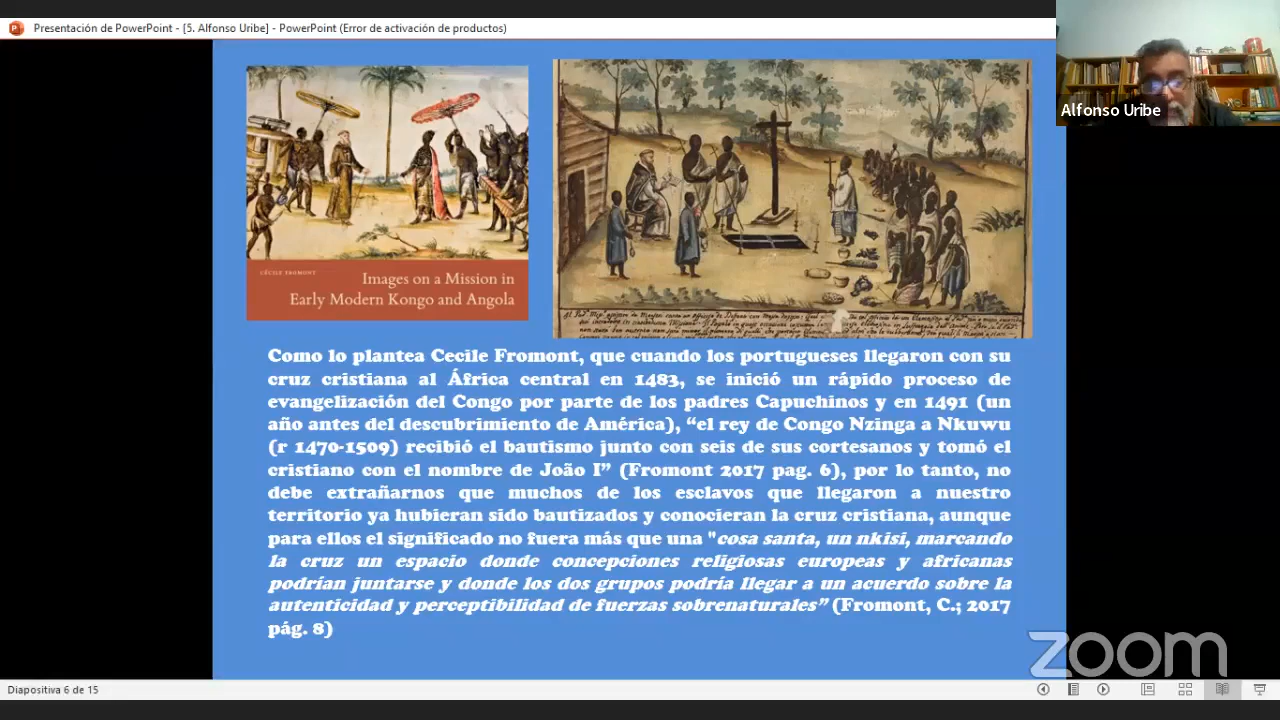 Presentación de PowerPoint - [5. Alfonso Uribe] - PowerPoint (Error de activación de productos)
Alfonso Uribe
CÉCILE FROMONT
Images on a Mission in
Early Modern Kongo and Angola
Como lo plantea Cecile Fromont, que cuando los portugueses llegaron con su
cruz cristiana al África central en 1483, se inició un rápido proceso de
evangelización del Congo por parte de los padres Capuchinos y en 1491 (un
año antes del descubrimiento de América), “el rey de Congo Nzinga a Nkuwu
(r 1470-1509) recibió el bautismo junto con seis de sus cortesanos y tomó el
cristiano con el nombre de João I” (Fromont 2017 pag. 6), por lo tanto, no
debe extrañarnos que muchos de los esclavos que llegaron a nuestro
territorio ya hubieran sido bautizados y conocieran la cruz cristiana, aunque
para ellos el significado no fuera más que una "cosa santa, un nkisi, marcando
la cruz un espacio donde concepciones religiosas europeas y africanas
podrían juntarse y donde los dos grupos podría llegar a un acuerdo sobre la
autenticidad y perceptibilidad de fuerzas sobrenaturales” (Fromont, C.; 2017
pág. 8)
zoom
Diapositiva 6 de 15